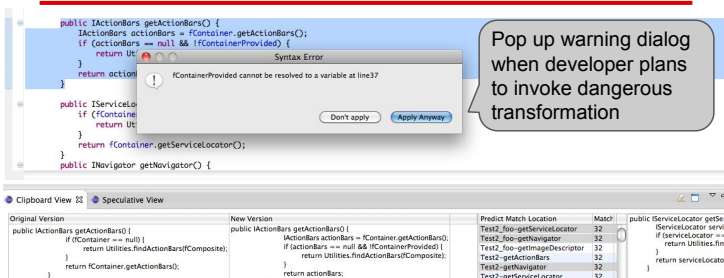 public IActionBars getActionBars() {
IActionBars actionBars = fContainer.getActionBars();
if (actionBars == null && !fContainerProvided) {
return Ut
}
return action
}
Syntax Error
fContainerProvided cannot be resolved to a variable at line37
Don't apply
Apply Anyway
Pop up warning dialog
when developer plans
to invoke dangerous
transformation
public IServiceLo
if (fContaine
return Ut
}
return fContainer.getServiceLocator();
}
public INavigator getNavigator() {
Clipboard View
Speculative View
Original Version
public IActionBars getActionBars() {
if (fContainer == null) {
return Utilities.findActionBars(fComposite);
}
return fContainer.getActionBars();
}
New Version
public IActionBars getActionBars() {
IActionBars actionBars = fContainer.getActionBars();
if (actionBars == null && !fContainerProvided) {
return Utilities.findActionBars(fComposite);
}
return actionBars;
Predict Match Location Match
Test2_foo-getServiceLocator 32
Test2_foo-getNavigator 32
Test2_foo-getImageDescriptor 32
Test2-getActionBars 32
Test2-getNavigator 32
Test2-getServiceLocator 32
public IServiceLocator getSe
IServiceLocator servi
if (serviceLocator ==
return Utilities.fin
}
return serviceLocato
}